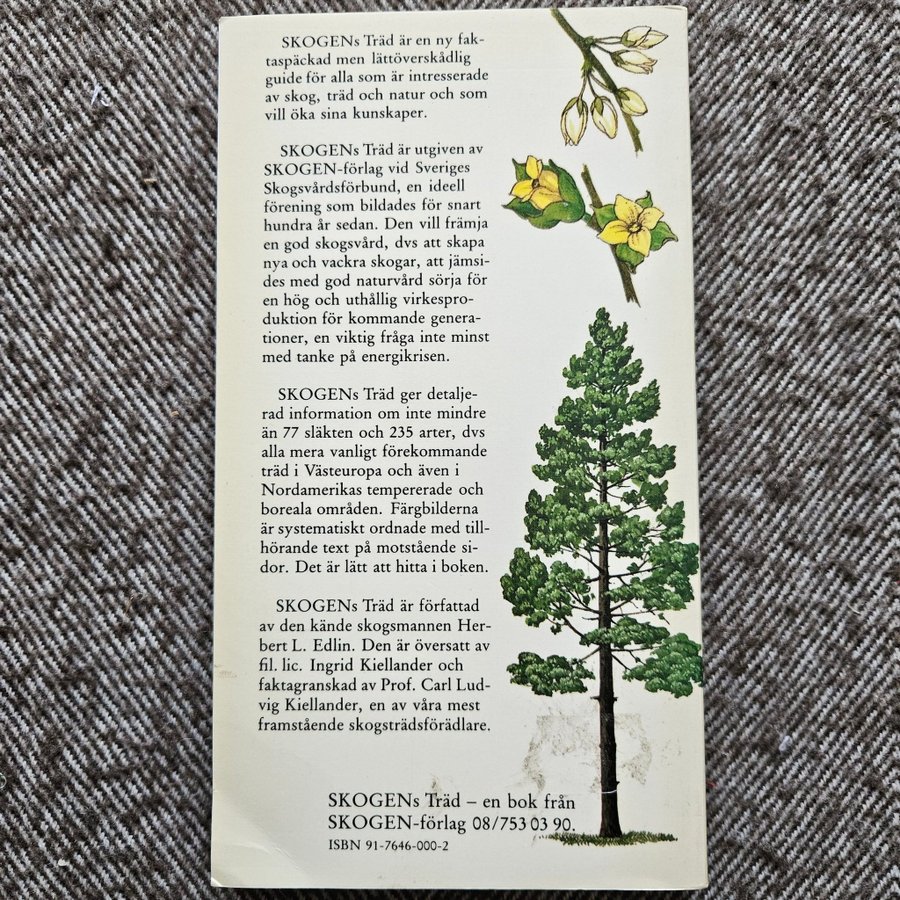 SKOGENs Träd är en ny fak-
taspäckad men lättöverskådlig
guide för alla som är intresserade
av skog, träd och natur och som
vill öka sina kunskaper.
SKOGENs Träd är utgiven av
SKOGEN-förlag vid Sveriges
Skogsvårdsförbund, en ideell
förening som bildades för snart
hundra år sedan. Den vill främja
en god skogsvård, dvs att skapa
nya och vackra skogar, att jämsi-
des med god naturvård sörja för
en hög och uthållig virkespro-
duktion för kommande genera-
tioner, en viktig fråga inte minst
med tanke på energikrisen.
SKOGENs Träd ger detalje-
rad information om inte mindre
än 77 släkten och 235 arter, dvs
alla mera vanligt förekommande
träd i Västeuropa och även i
Nordamerikas tempererade och
boreala områden. Färgbilderna
är systematiskt ordnade med till-
hörande text på motstående si-
dor. Det är lätt att hitta i boken.
SKOGENs Träd är författad
av den kände skogsmannen Her-
bert L. Edlin. Den är översatt av
fil. lic. Ingrid Kiellander och
faktagranskad av Prof. Carl Lud-
vig Kiellander, en av våra mest
framstående skogsträdsförädlare.
SKOGENs Träd – en bok från
SKOGEN-förlag 08/753 03 90.
ISBN 91-7646-000-2